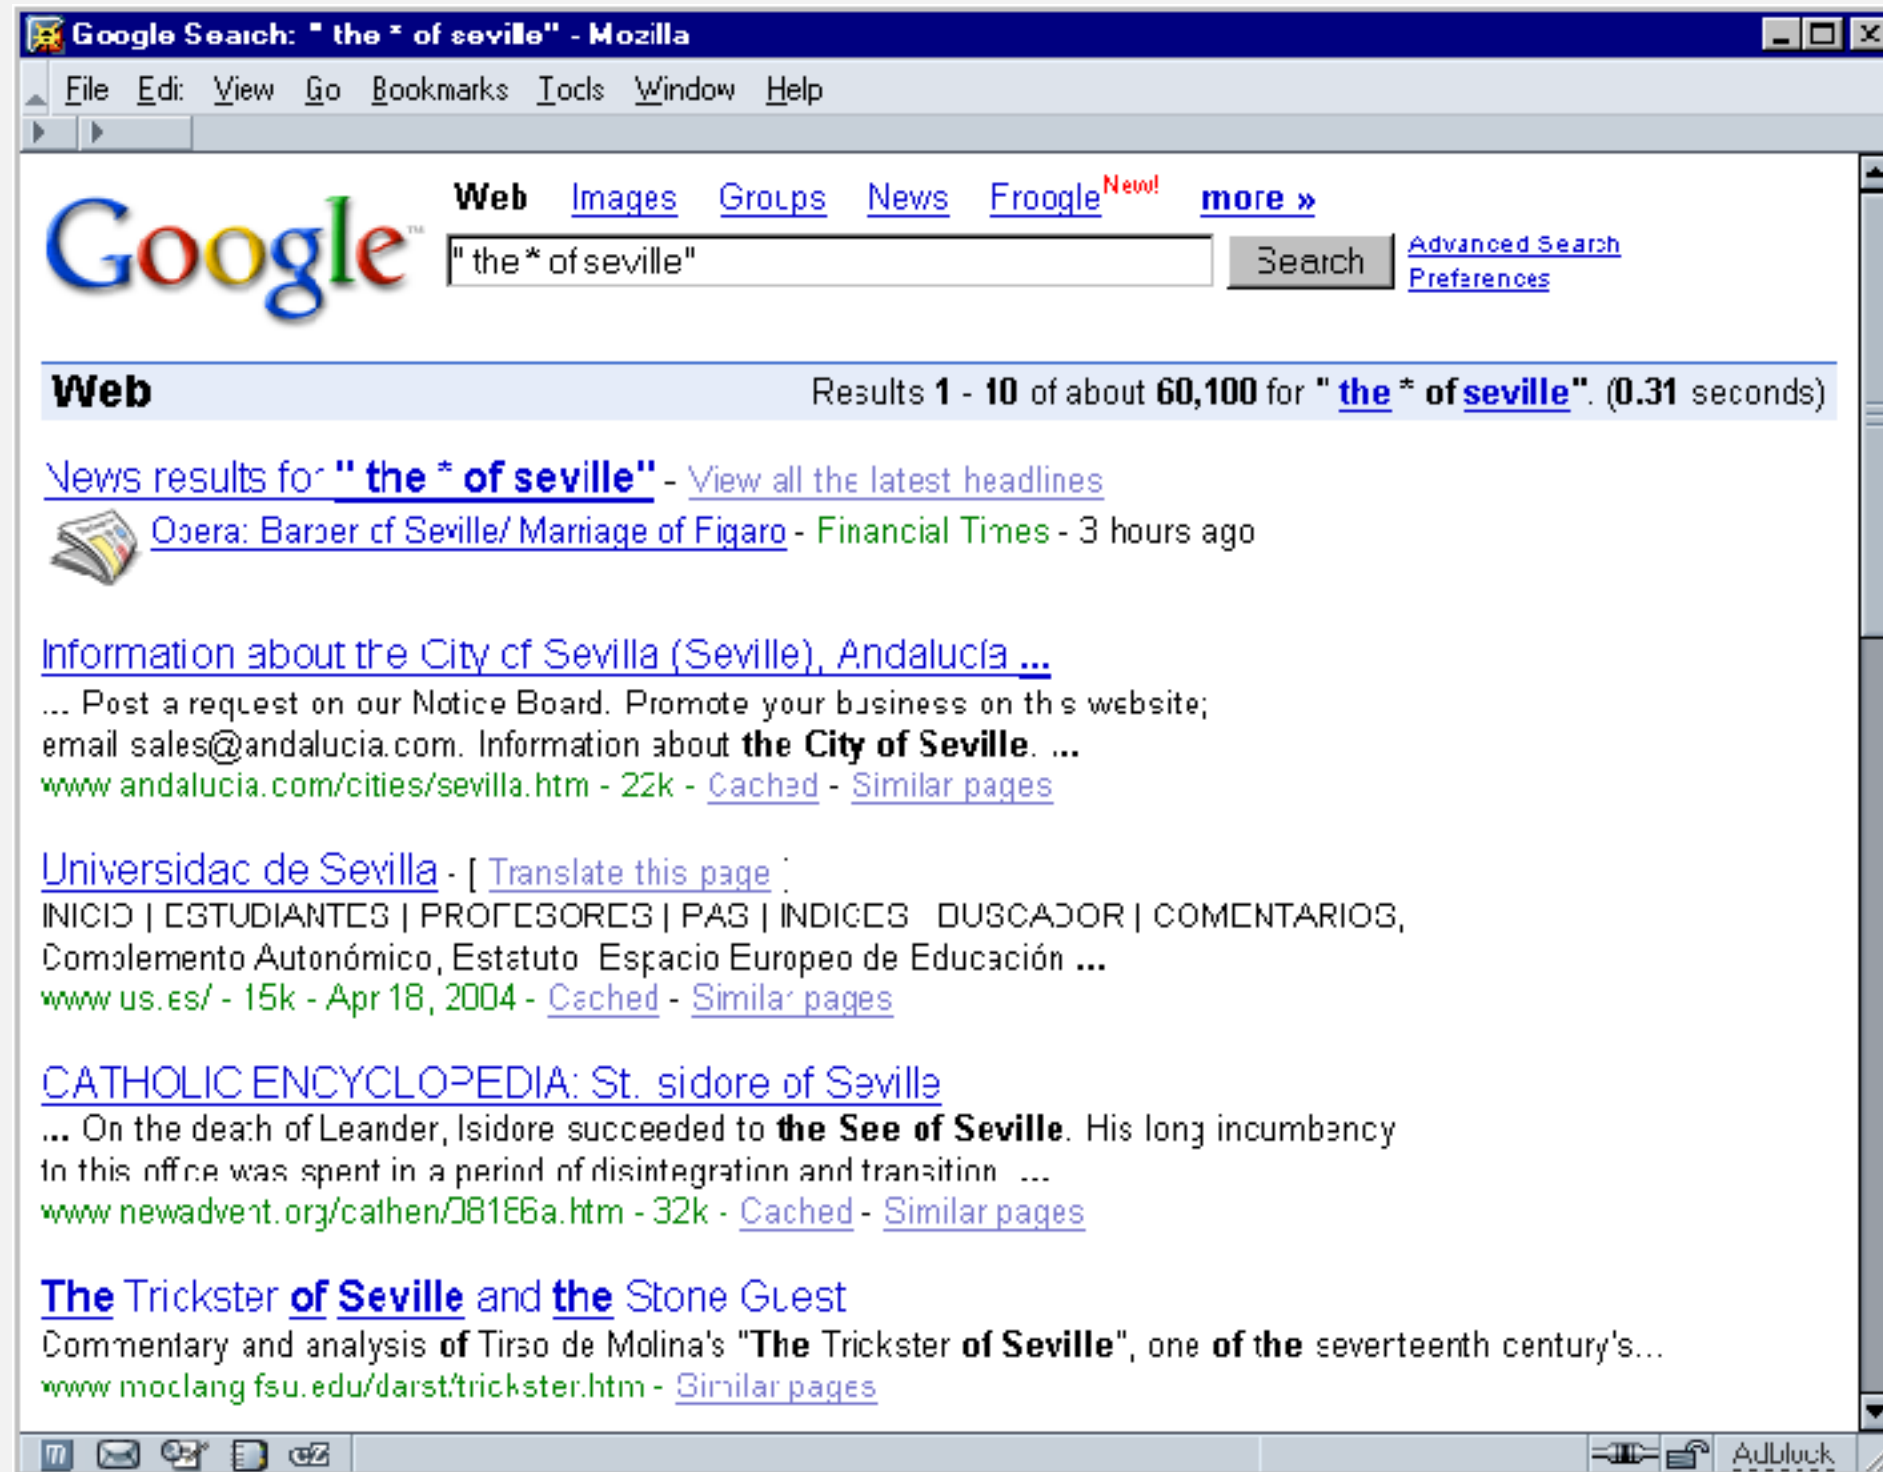 Google Search: " the * of seville" - Mozilla
File Edit View Go Bookmarks Tools Window Help
Web Images Groups News Froogle New! more »
Google™
" the * of seville" Search Advanced Search
Preferences
Web Results 1 - 10 of about 60,100 for " the * of seville". (0.31 seconds)
News results for " the * of seville" - View all the latest headlines
Opera: Barber of Seville/ Marriage of Figaro - Financial Times - 3 hours ago
Information about the City of Sevilla (Seville), Andalucía ...
... Post a request on our Notice Board. Promote your business on this website;
email sales@andalucia.com. Information about the City of Seville. ...
www.andalucia.com/cities/sevilla.htm - 22k - Cached - Similar pages
Universidad de Sevilla - [ Translate this page ]
INICIO | ESTUDIANTES | PROFESORES | PAS | INDICES | BUSCADOR | COMENTARIOS,
Complemento Autonómico, Estatuto Espacio Europeo de Educación ...
www.us.es/ - 15k - Apr 18, 2004 - Cached - Similar pages
CATHOLIC ENCYCLOPEDIA: St. Isidore of Seville
... On the death of Leander, Isidore succeeded to the See of Seville. His long incumbency
to this office was spent in a period of disintegration and transition. ...
www.newadvent.org/cathen/08186a.htm - 32k - Cached - Similar pages
The Trickster of Seville and the Stone Guest
Commentary and analysis of Tirso de Molina's "The Trickster of Seville", one of the seventeenth century's...
www.modlang.fsu.edu/darst/trickster.htm - Similar pages
Adblock